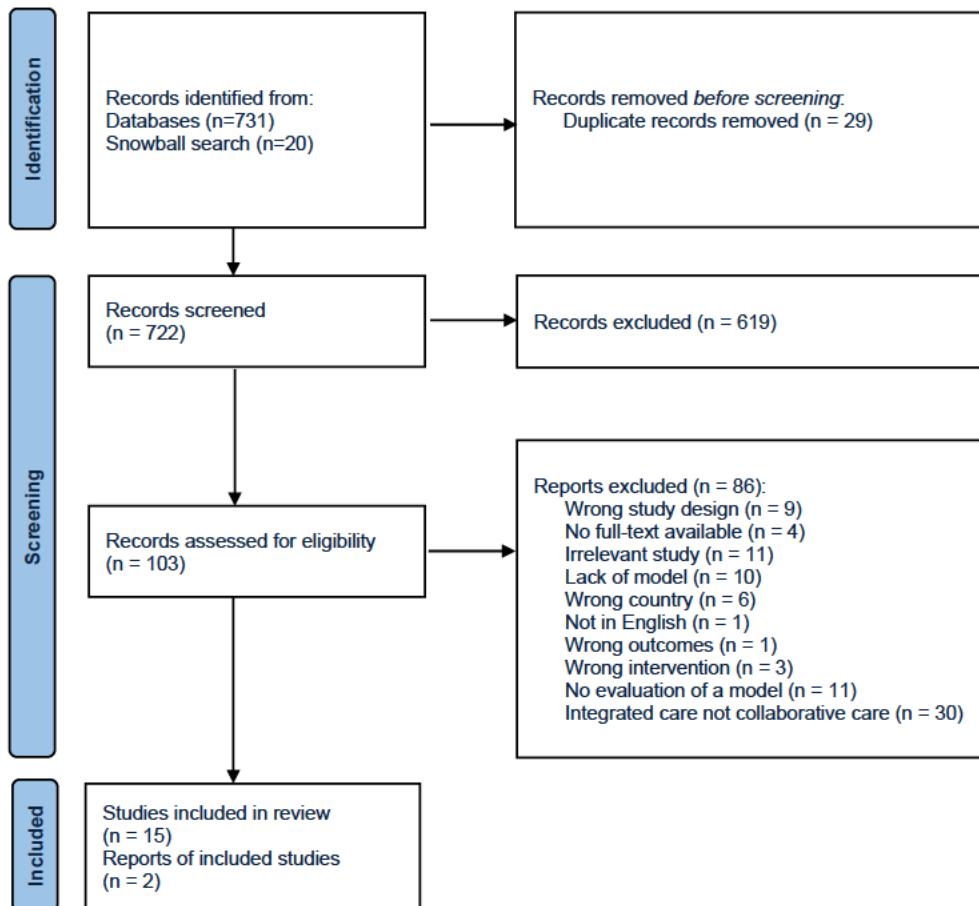 Identification
Records identified from:
Databases (n=731)
Snowball search (n=20)
Records removed before screening:
Duplicate records removed (n = 29)
Screening
Records screened
(n = 722)
Records excluded (n = 619)
Records assessed for eligibility
(n = 103)
Reports excluded (n = 86):
Wrong study design (n = 9)
No full-text available (n = 4)
Irrelevant study (n = 11)
Lack of model (n = 10)
Wrong country (n = 6)
Not in English (n = 1)
Wrong outcomes (n = 1)
Wrong intervention (n = 3)
No evaluation of a model (n = 11)
Integrated care not collaborative care (n = 30)
Included
Studies included in review
(n = 15)
Reports of included studies
(n = 2)